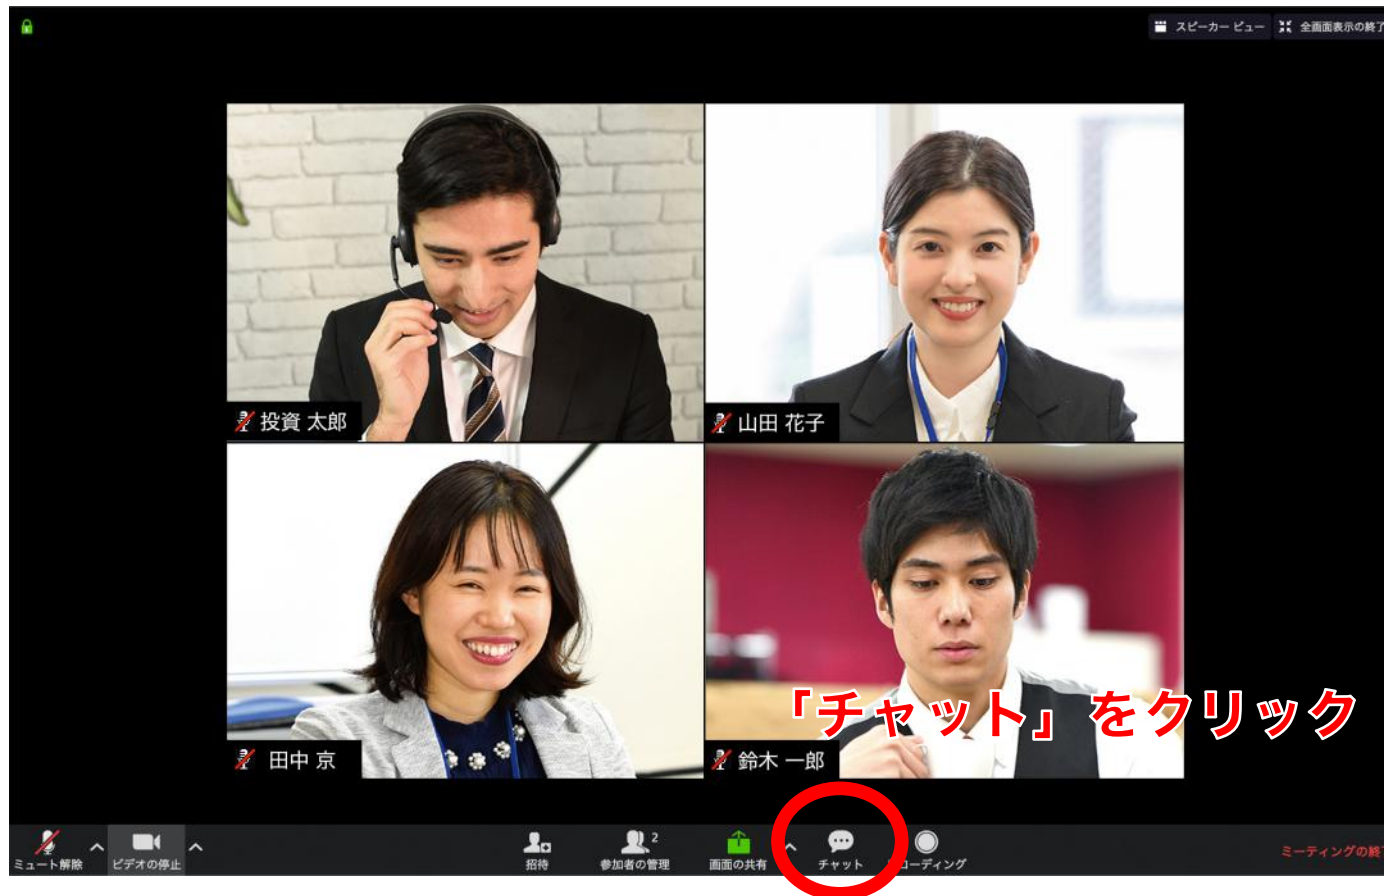 スピーカー ビュー
全画面表示の終了
投資 太郎
山田 花子
田中 京
鈴木 一郎
「チャット」をクリック
ミュート解除
ビデオの停止
招待
2
参加者の管理
画面の共有
チャット
コーディング
ミーティングの終了